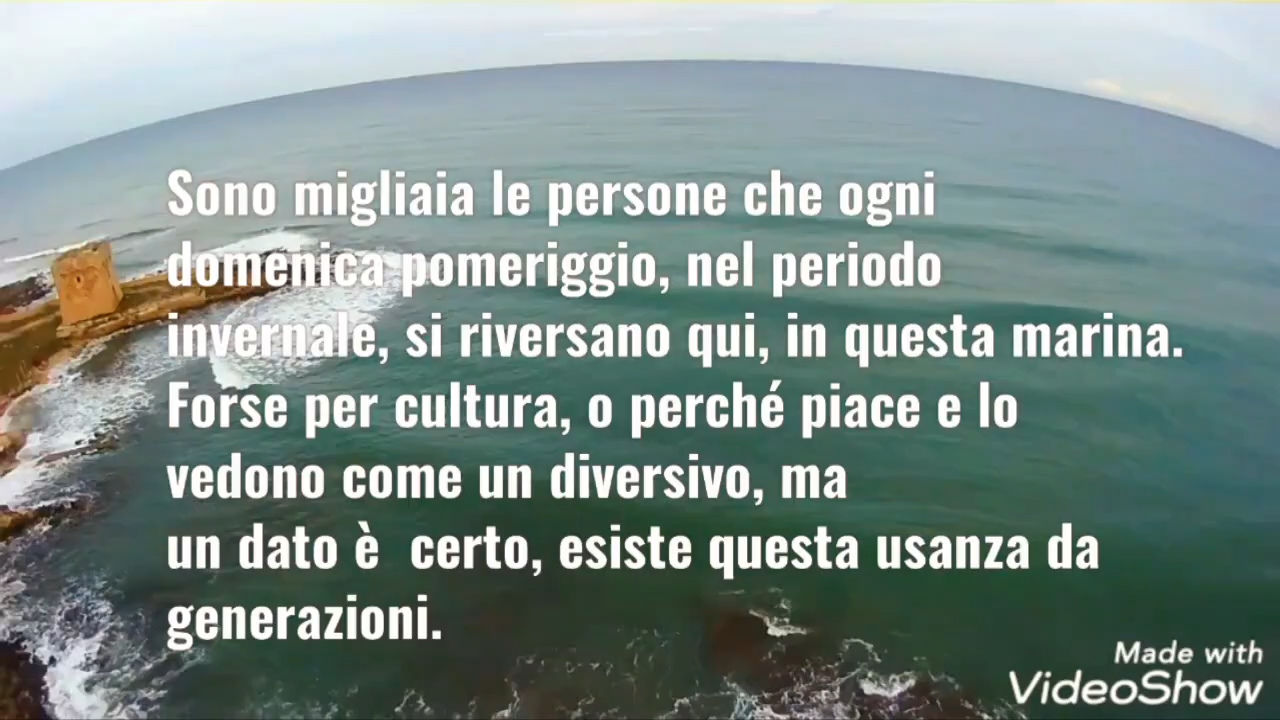 Sono migliaia le persone che ogni
domenica pomeriggio, nel periodo
invernale, si riversano qui, in questa marina.
Forse per cultura, o perché piace e lo
vedono come un diversivo, ma
un dato è  certo, esiste questa usanza da
generazioni.
Made with
VideoShow